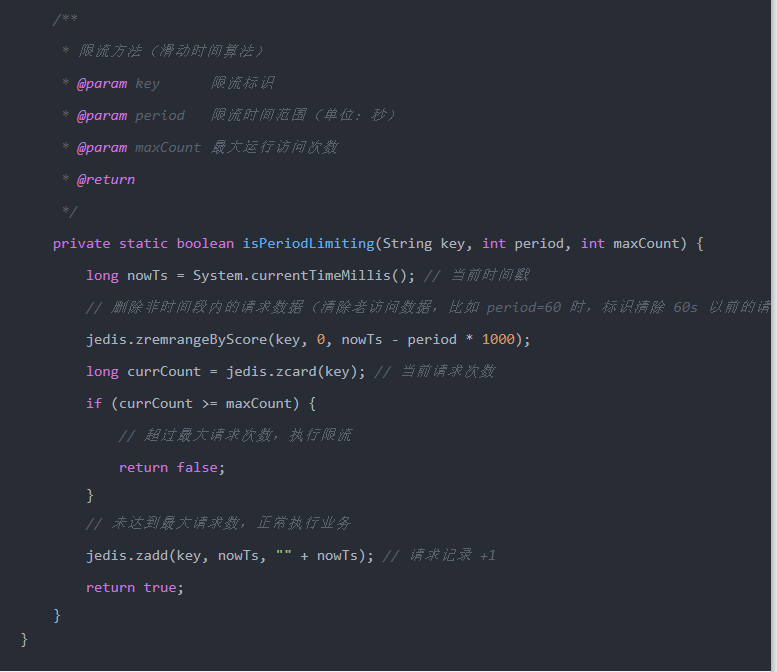 /**
 * 限流方法（滑动时间算法）
 * @param key      限流标识
 * @param period   限流时间范围（单位：秒）
 * @param maxCount 最大运行访问次数
 * @return
 */
private static boolean isPeriodLimiting(String key, int period, int maxCount) {
    long nowTs = System.currentTimeMillis(); // 当前时间戳
    // 删除非时间段内的请求数据（清除老访问数据，比如 period=60 时，标识清除 60s 以前的请
    jedis.zremrangeByScore(key, 0, nowTs - period * 1000);
    long currCount = jedis.zcard(key); // 当前请求次数
    if (currCount >= maxCount) {
        // 超过最大请求次数，执行限流
        return false;
    }
    // 未达到最大请求数，正常执行业务
    jedis.zadd(key, nowTs, "" + nowTs); // 请求记录 +1
    return true;
}
}